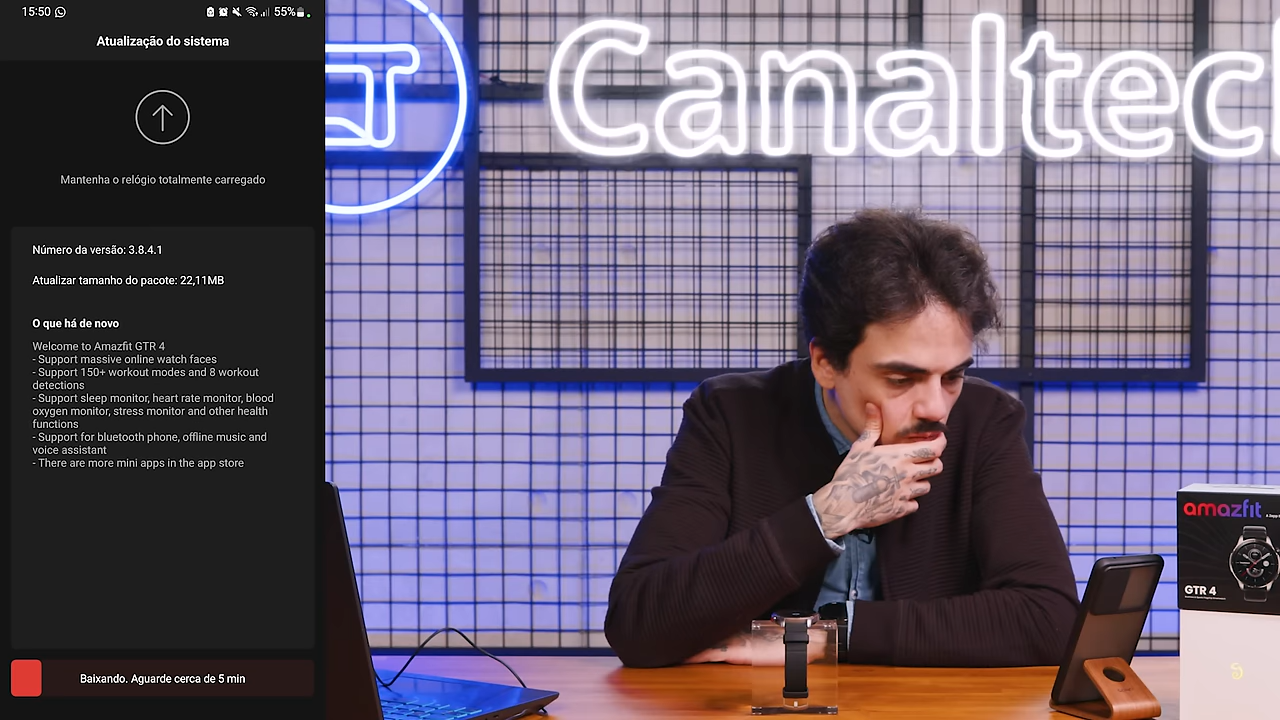 15:50
55%
Atualização do sistema
Mantenha o relógio totalmente carregado
Número da versão: 3.8.4.1
Atualizar tamanho do pacote: 22,11MB
O que há de novo
Welcome to Amazfit GTR 4
- Support massive online watch faces
- Support 150+ workout modes and 8 workout
detections
- Support sleep monitor, heart rate monitor, blood
oxygen monitor, stress monitor and other health
functions
- Support for bluetooth phone, offline music and
voice assistant
- There are more mini apps in the app store
Baixando. Aguarde cerca de 5 min
Canaltec
amazfit
GTR 4